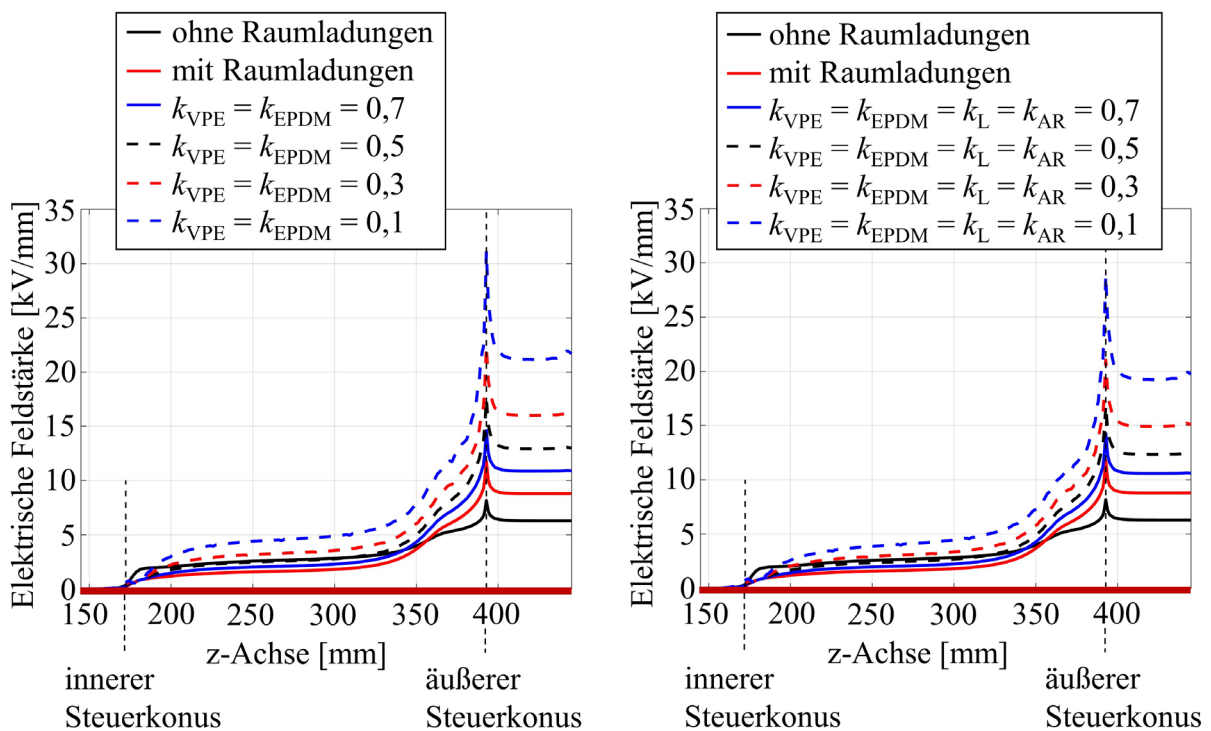 ohne Raumladungen
mit Raumladungen
k_VPE = k_EPDM = 0,7
k_VPE = k_EPDM = 0,5
k_VPE = k_EPDM = 0,3
k_VPE = k_EPDM = 0,1
Elektrische Feldstärke [kV/mm]
35
30
25
20
15
10
5
0
150 200 250 300 350 400
z-Achse [mm]
innerer
Steuerkonus
äußerer
Steuerkonus
ohne Raumladungen
mit Raumladungen
k_VPE = k_EPDM = k_L = k_AR = 0,7
k_VPE = k_EPDM = k_L = k_AR = 0,5
k_VPE = k_EPDM = k_L = k_AR = 0,3
k_VPE = k_EPDM = k_L = k_AR = 0,1
Elektrische Feldstärke [kV/mm]
35
30
25
20
15
10
5
0
150 200 250 300 350 400
z-Achse [mm]
innerer
Steuerkonus
äußerer
Steuerkonus